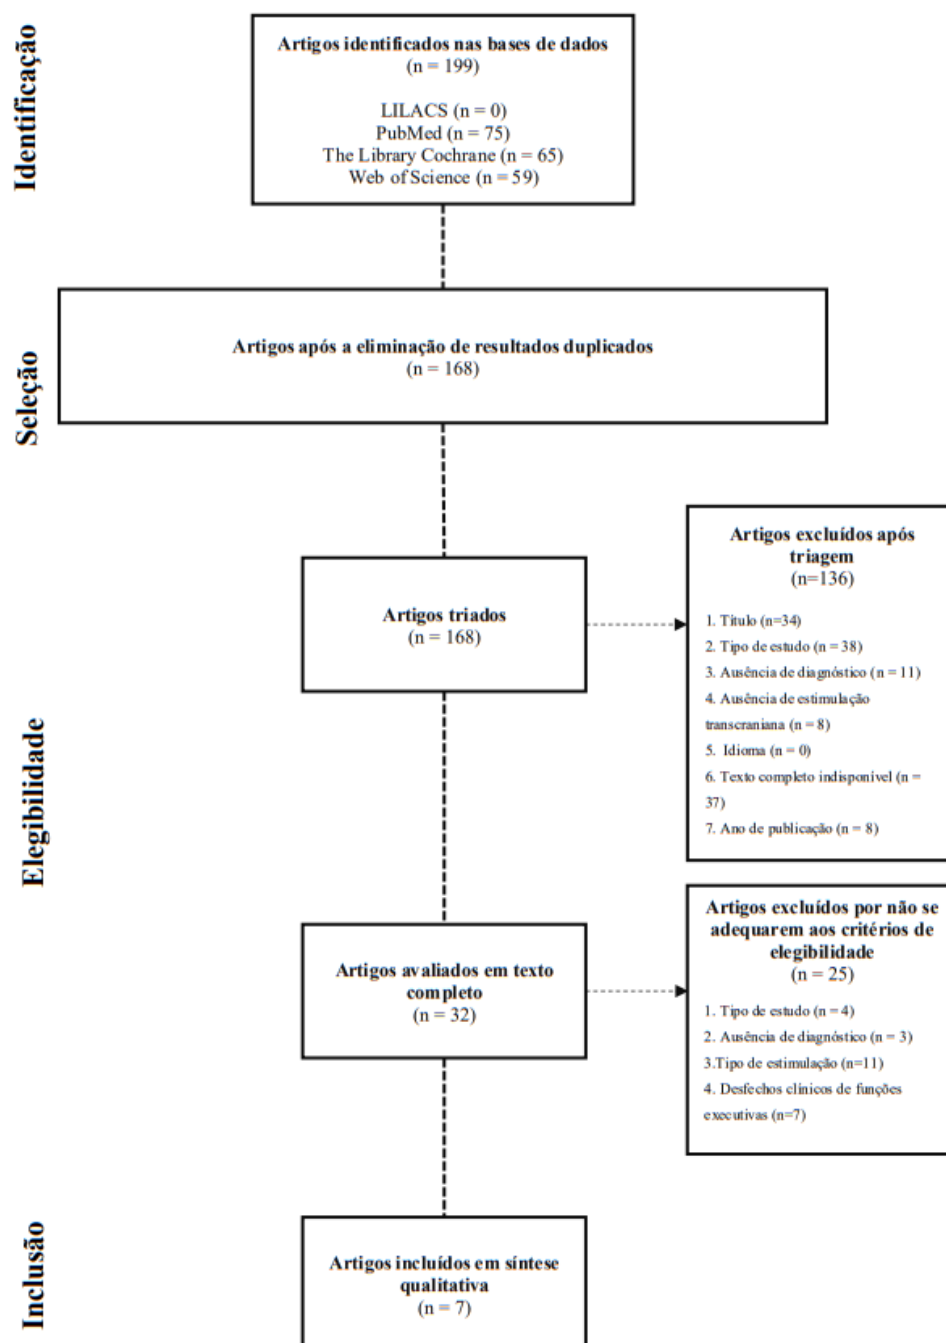 Identificação
Artigos identificados nas bases de dados
(n = 199)
LILACS (n = 0)
PubMed (n = 75)
The Library Cochrane (n = 65)
Web of Science (n = 59)
Seleção
Artigos após a eliminação de resultados duplicados
(n = 168)
Elegibilidade
Artigos triados
(n = 168)
Artigos excluídos após
triagem
(n=136)
1. Título (n=34)
2. Tipo de estudo (n = 38)
3. Ausência de diagnóstico (n = 11)
4. Ausência de estimulação
transcraniana (n = 8)
5. Idioma (n = 0)
6. Texto completo indisponível (n =
37)
7. Ano de publicação (n = 8)
Artigos avaliados em texto
completo
(n = 32)
Artigos excluídos por não se
adequarem aos critérios de
elegibilidade
(n = 25)
1. Tipo de estudo (n = 4)
2. Ausência de diagnóstico (n = 3)
3.Tipo de estimulação (n=11)
4. Desfechos clínicos de funções
executivas (n=7)
Inclusão
Artigos incluídos em síntese
qualitativa
(n = 7)